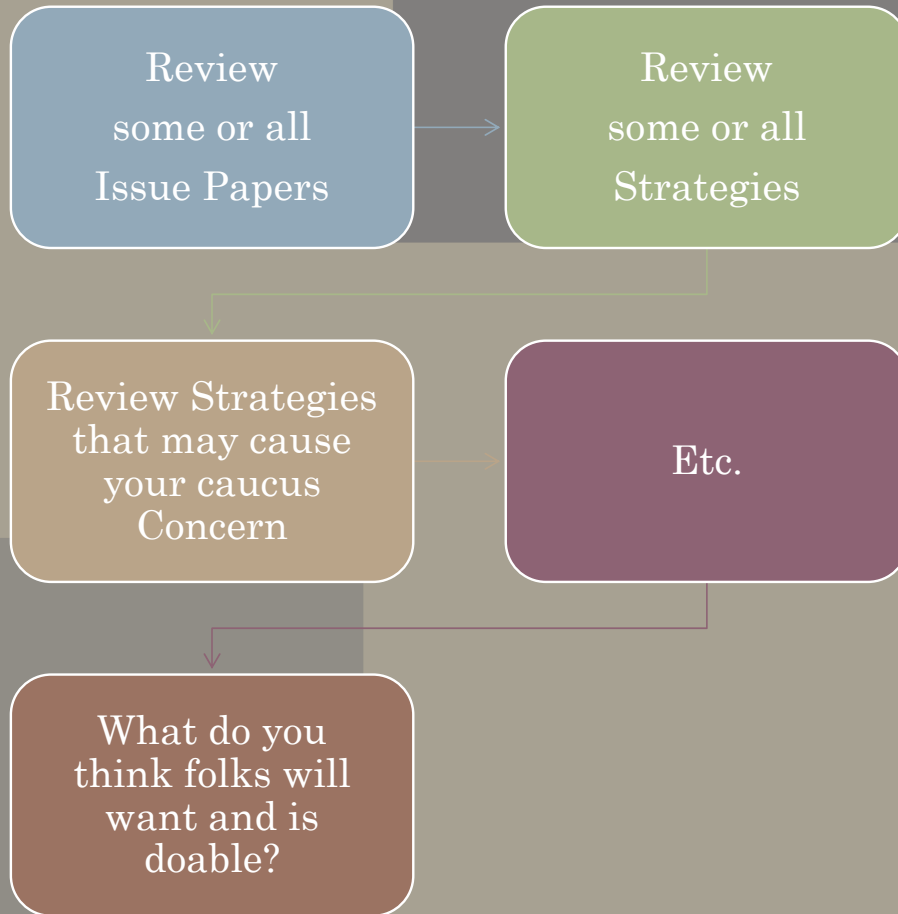 Review
some or all
Issue Papers
Review
some or all
Strategies
Review Strategies
that may cause
your caucus
Concern
Etc.
What do you
think folks will
want and is
doable?